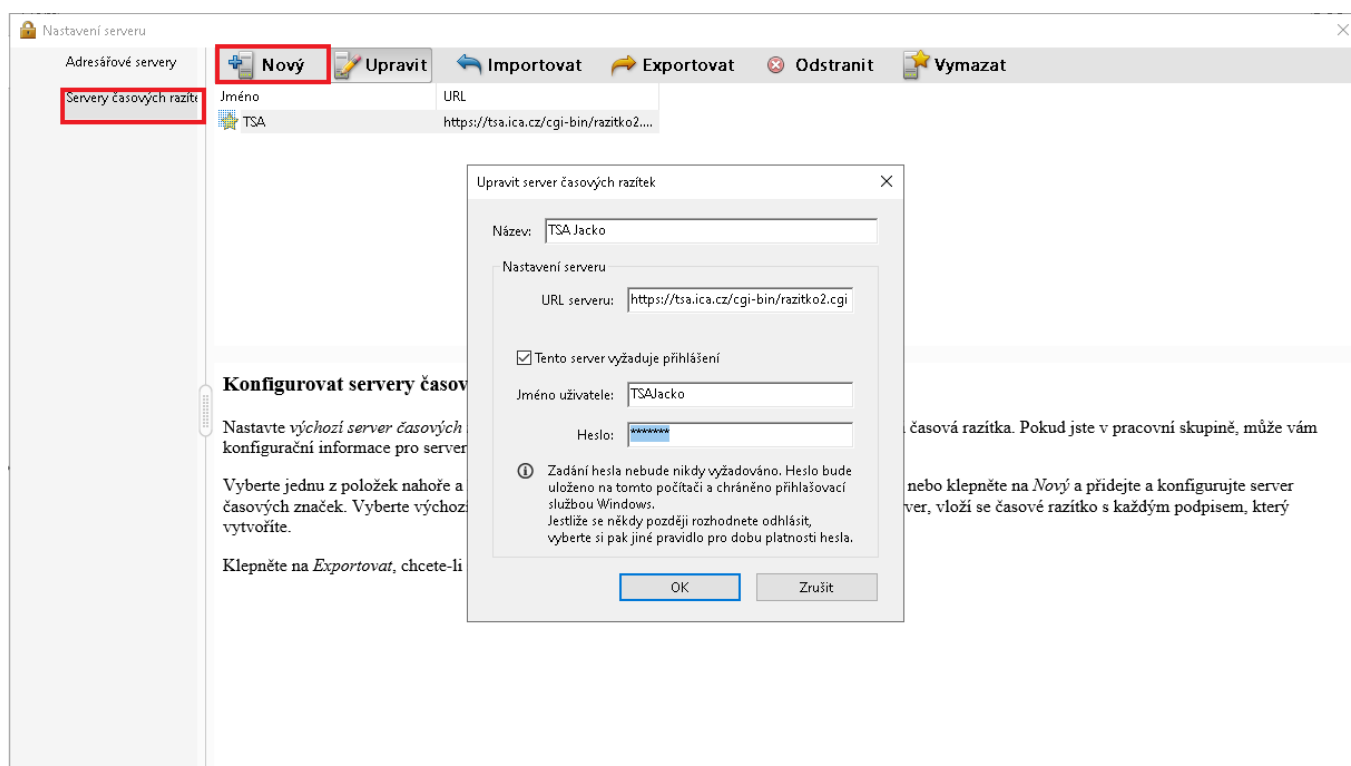 Nastavení serveru
Adresářové servery
Nový Upravit Importovat Exportovat Odstranit Vymazat
Servery časových razíte
Jméno URL
TSA https://tsa.ica.cz/cgi-bin/razitko2....
Upravit server časových razítek
Název: TSA Jacko
Nastavení serveru
URL serveru: https://tsa.ica.cz/cgi-bin/razitko2.cgi
Tento server vyžaduje přihlášení
Jméno uživatele: TSAJacko
Heslo: *******
Zadání hesla nebude nikdy vyžadováno. Heslo bude
uloženo na tomto počítači a chráněno přihlašovací
službou Windows.
Jestliže se někdy později rozhodnete odhlásit,
vyberte si pak jiné pravidlo pro dobu platnosti hesla.
OK Zrušit
Konfigurovat servery časov
Nastavte výchozí server časových časová razítka. Pokud jste v pracovní skupině, může vám
konfigurační informace pro server
Vyberte jednu z položek nahoře a nebo klepněte na Nový a přidejte a konfigurujte server
časových značek. Vyberte výchozí ver, vloží se časové razítko s každým podpisem, který
vytvoříte.
Klepněte na Exportovat, chcete-li